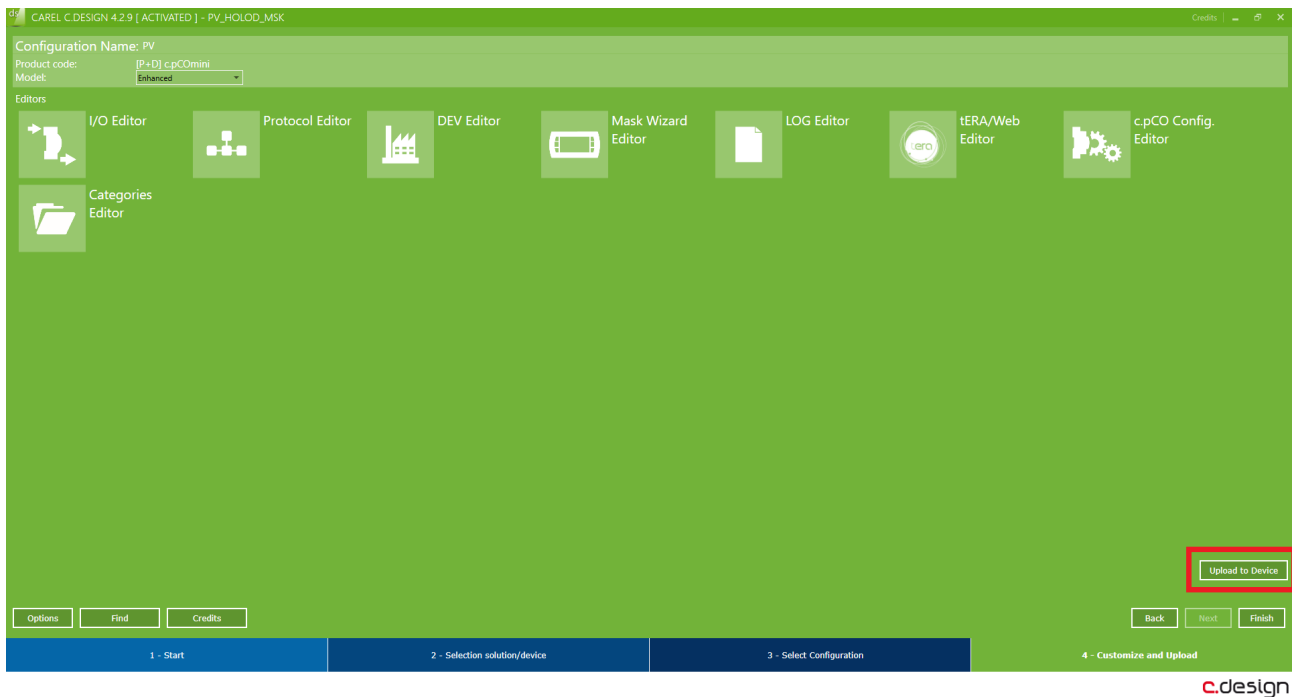 CAREL C.DESIGN 4.2.9 [ ACTIVATED ] - PV_HOLOD_MSK
Credits
Configuration Name: PV
Product code: [P+D] c.pCOmini
Model: Enhanced
Editors
I/O Editor
Protocol Editor
DEV Editor
Mask Wizard
Editor
LOG Editor
tERA/Web
Editor
c.pCO Config.
Editor
tera
Categories
Editor
Upload to Device
Options
Find
Credits
Back
Next
Finish
1 - Start
2 - Selection solution/device
3 - Select Configuration
4 - Customize and Upload
c.design